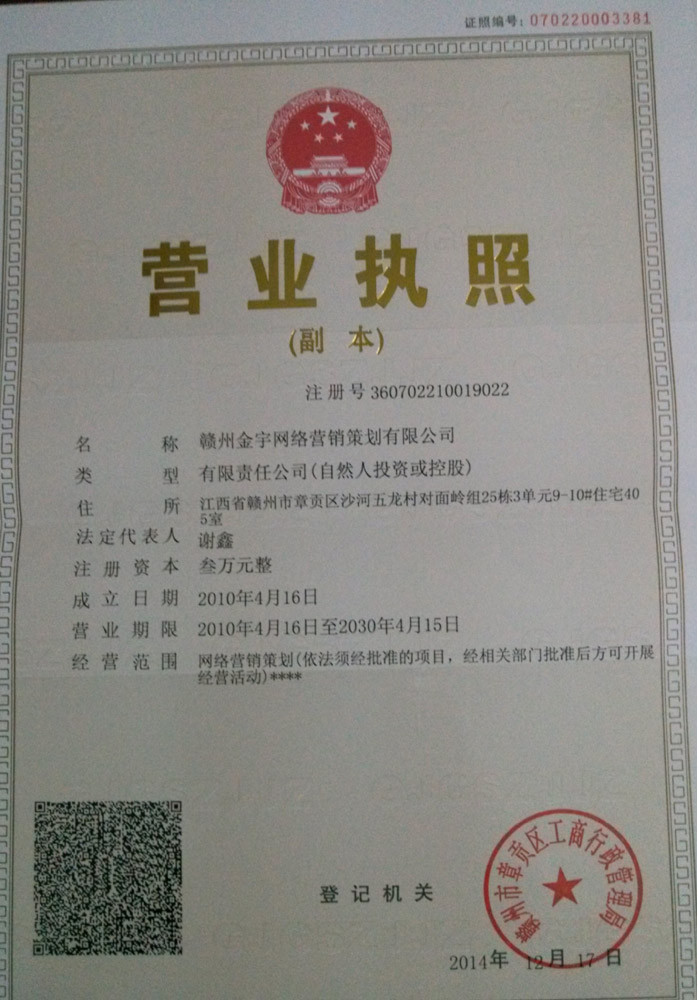 证照编号：070220003381
营业执照
(副 本)
注册号 360702210019022
名称 赣州金宇网络营销策划有限公司
类型 有限责任公司(自然人投资或控股)
住所 江西省赣州市章贡区沙河五龙村对面岭组25栋3单元9-10#住宅40
5室
法定代表人 谢鑫
注册资本 叁万元整
成立日期 2010年4月16日
营业期限 2010年4月16日至2030年4月15日
经营范围 网络营销策划(依法须经批准的项目，经相关部门批准后方可开展
经营活动)****
赣州市章贡区工商行政管理局
登记机关
2014年 12月 17日